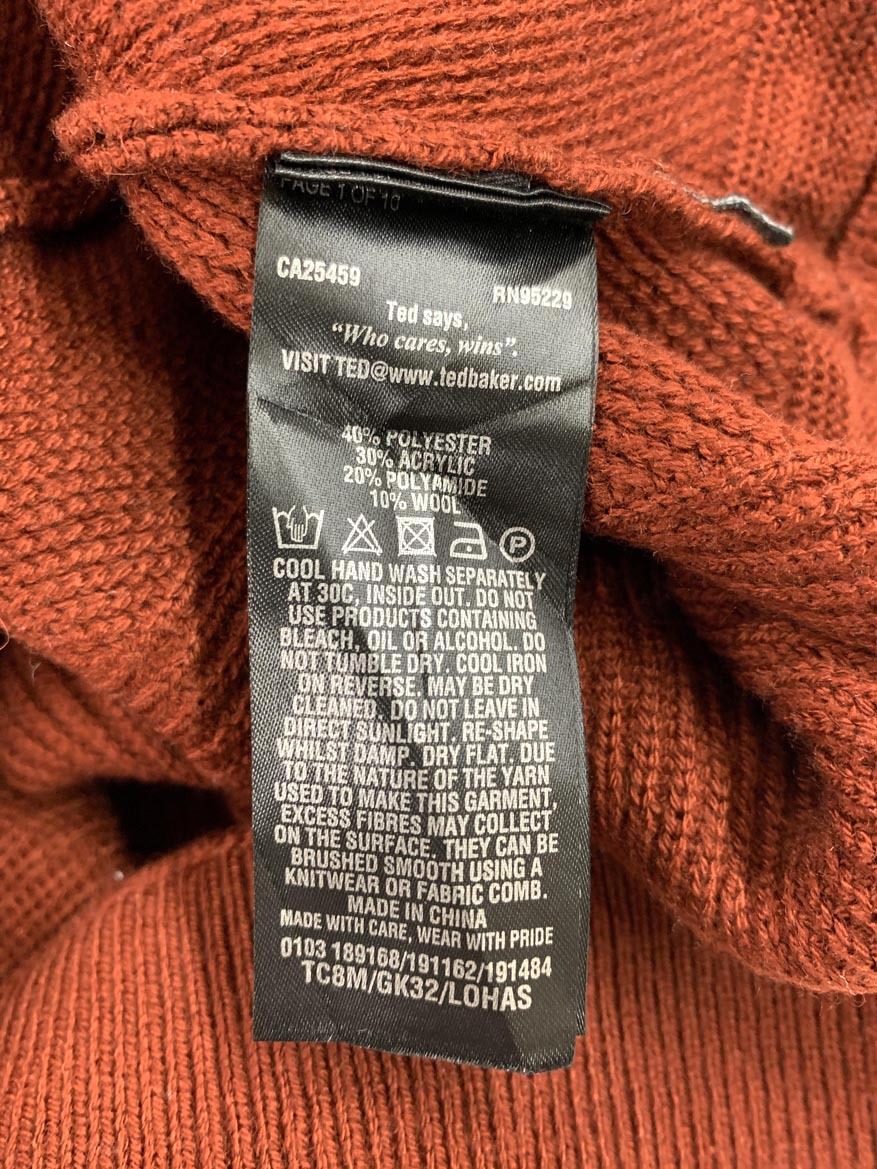 PAGE 1 OF 10
CA25459
RN95229
Ted says,
"Who cares, wins".
VISIT TED@www.tedbaker.com
40% POLYESTER
30% ACRYLIC
20% POLYAMIDE
10% WOOL
P
COOL HAND WASH SEPARATELY
AT 30C, INSIDE OUT. DO NOT
USE PRODUCTS CONTAINING
BLEACH, OIL OR ALCOHOL. DO
NOT TUMBLE DRY. COOL IRON
ON REVERSE. MAY BE DRY
CLEANED. DO NOT LEAVE IN
DIRECT SUNLIGHT. RE-SHAPE
WHILST DAMP. DRY FLAT. DUE
TO THE NATURE OF THE YARN
USED TO MAKE THIS GARMENT,
EXCESS FIBRES MAY COLLECT
ON THE SURFACE. THEY CAN BE
BRUSHED SMOOTH USING A
KNITWEAR OR FABRIC COMB.
MADE IN CHINA
MADE WITH CARE, WEAR WITH PRIDE
0103 189168/191162/191484
TC8M/GK32/LOHAS